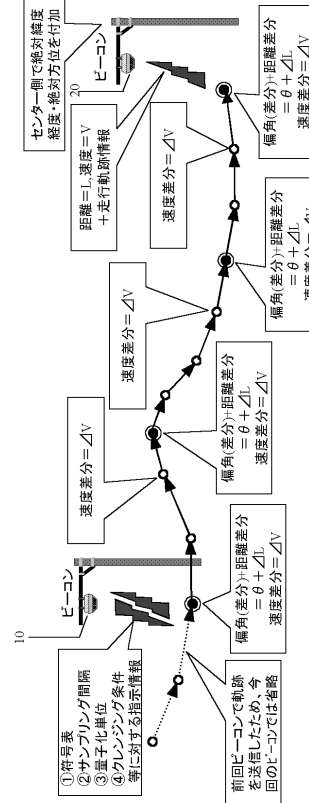 10
ビーコン
①符号表
②サンプリング間隔
③量子化単位
④クレンジング条件
等に対する指示情報
前回ビーコンで軌跡
を送信したため、今
回のビーコンでは省略
偏角(差分)+距離差分
=θ+⊿L
速度差分=⊿V
速度差分=⊿V
偏角(差分)+距離差分
=θ+⊿L
速度差分=⊿V
速度差分=⊿V
偏角(差分)+距離差分
=θ+⊿L
速度差分=⊿V
速度差分=⊿V
偏角(差分)+距離差分
=θ+⊿L
速度差分=⊿V
距離=L,速度=V
+走行軌跡情報
20
ビーコン
センター側で絶対緯度
経度・絶対方位を付加